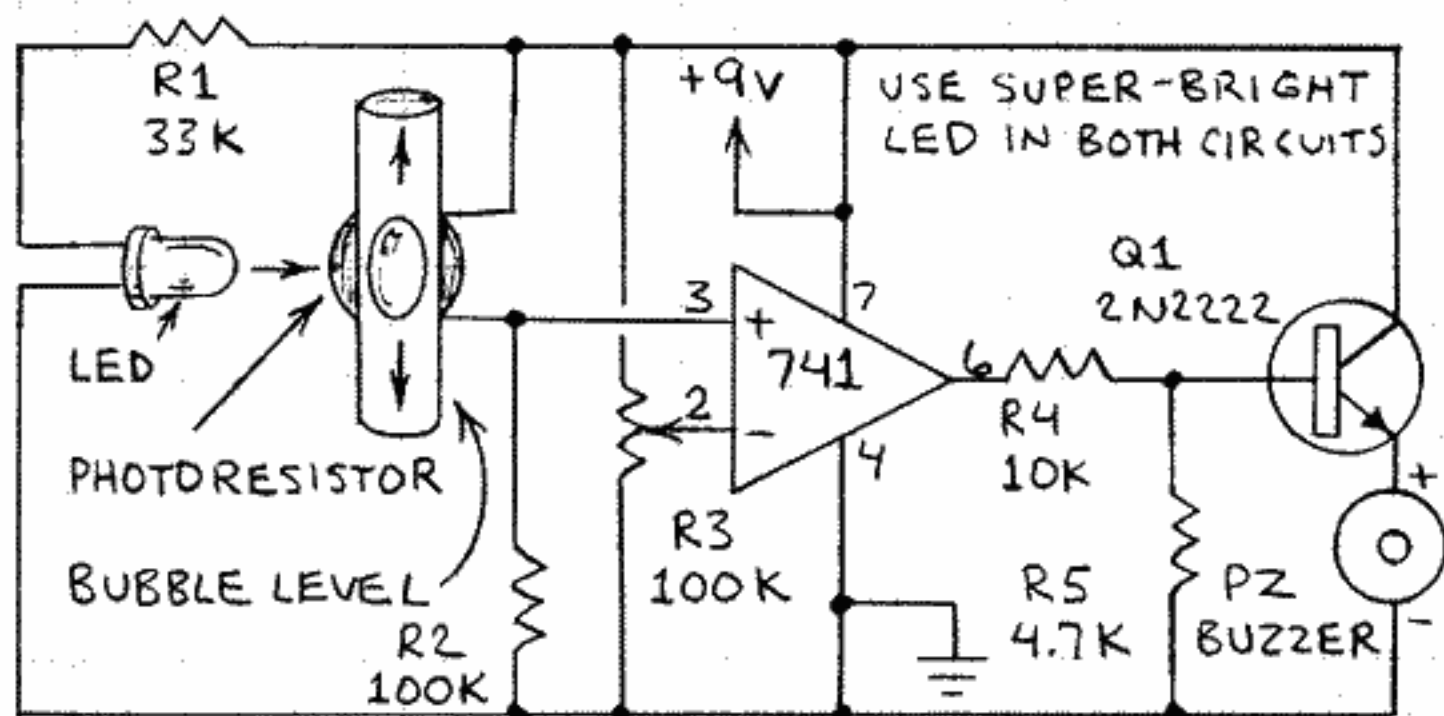 R1
33K
+9V
USE SUPER-BRIGHT
LED IN BOTH CIRCUITS
LED
PHOTORESISTOR
BUBBLE LEVEL
R2
100K
3
+
2
-
741
7
4
6
R3
100K
R4
10K
Q1
2N2222
R5
4.7K
PZ
BUZZER
+
-